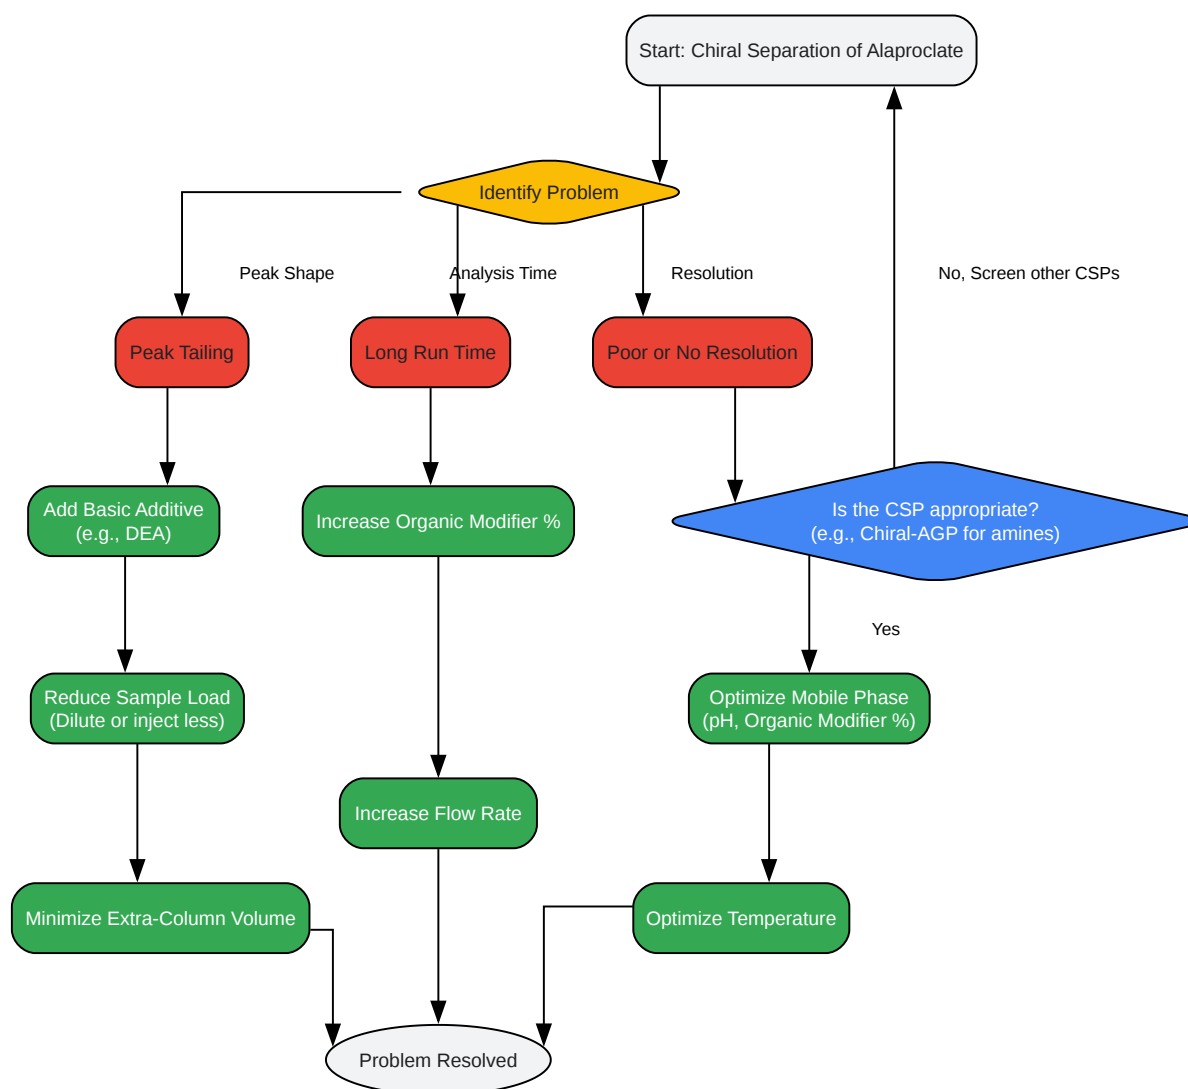 Start: Chiral Separation of Alaproclate
Identify Problem
Peak Shape
Analysis Time
Resolution
No, Screen other CSPs
Peak Tailing
Long Run Time
Poor or No Resolution
Add Basic Additive
(e.g., DEA)
Increase Organic Modifier %
Is the CSP appropriate?
(e.g., Chiral-AGP for amines)
Yes
Reduce Sample Load
(Dilute or inject less)
Optimize Mobile Phase
(pH, Organic Modifier %)
Increase Flow Rate
Minimize Extra-Column Volume
Optimize Temperature
Problem Resolved